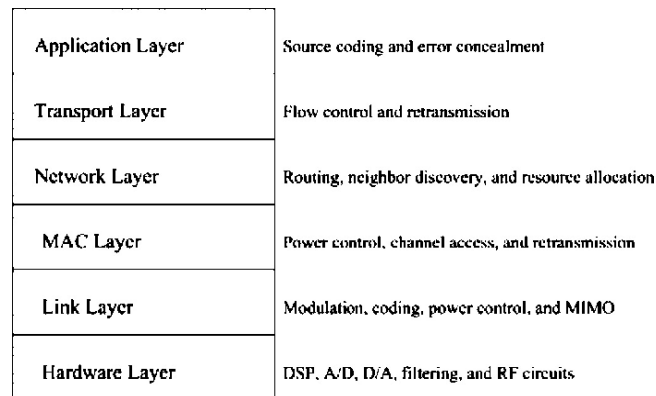 Application Layer Source coding and error concealment
Transport Layer Flow control and retransmission
Network Layer Routing, neighbor discovery, and resource allocation
MAC Layer Power control, channel access, and retransmission
Link Layer Modulation, coding, power control, and MIMO
Hardware Layer DSP, A/D, D/A, filtering, and RF circuits